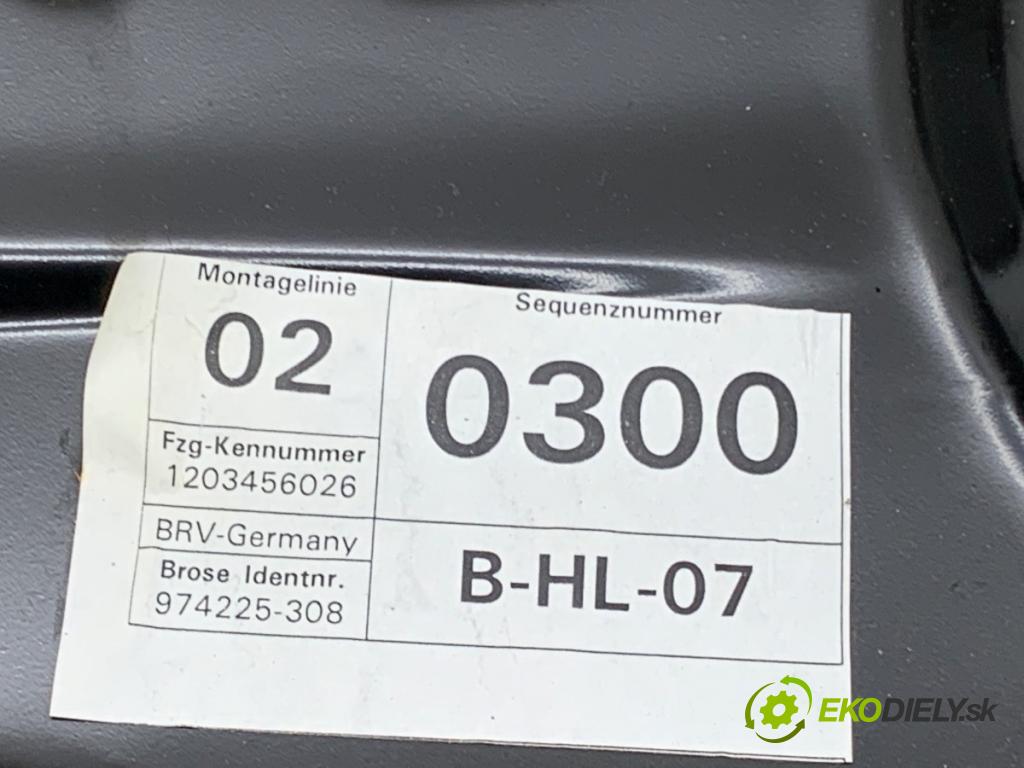 Montagelinie
02
Sequenznummer
0300
Fzg-Kennummer
1203456026
BRV-Germany
Brose Identnr.
974225-308
B-HL-07
EKODIELY.sk